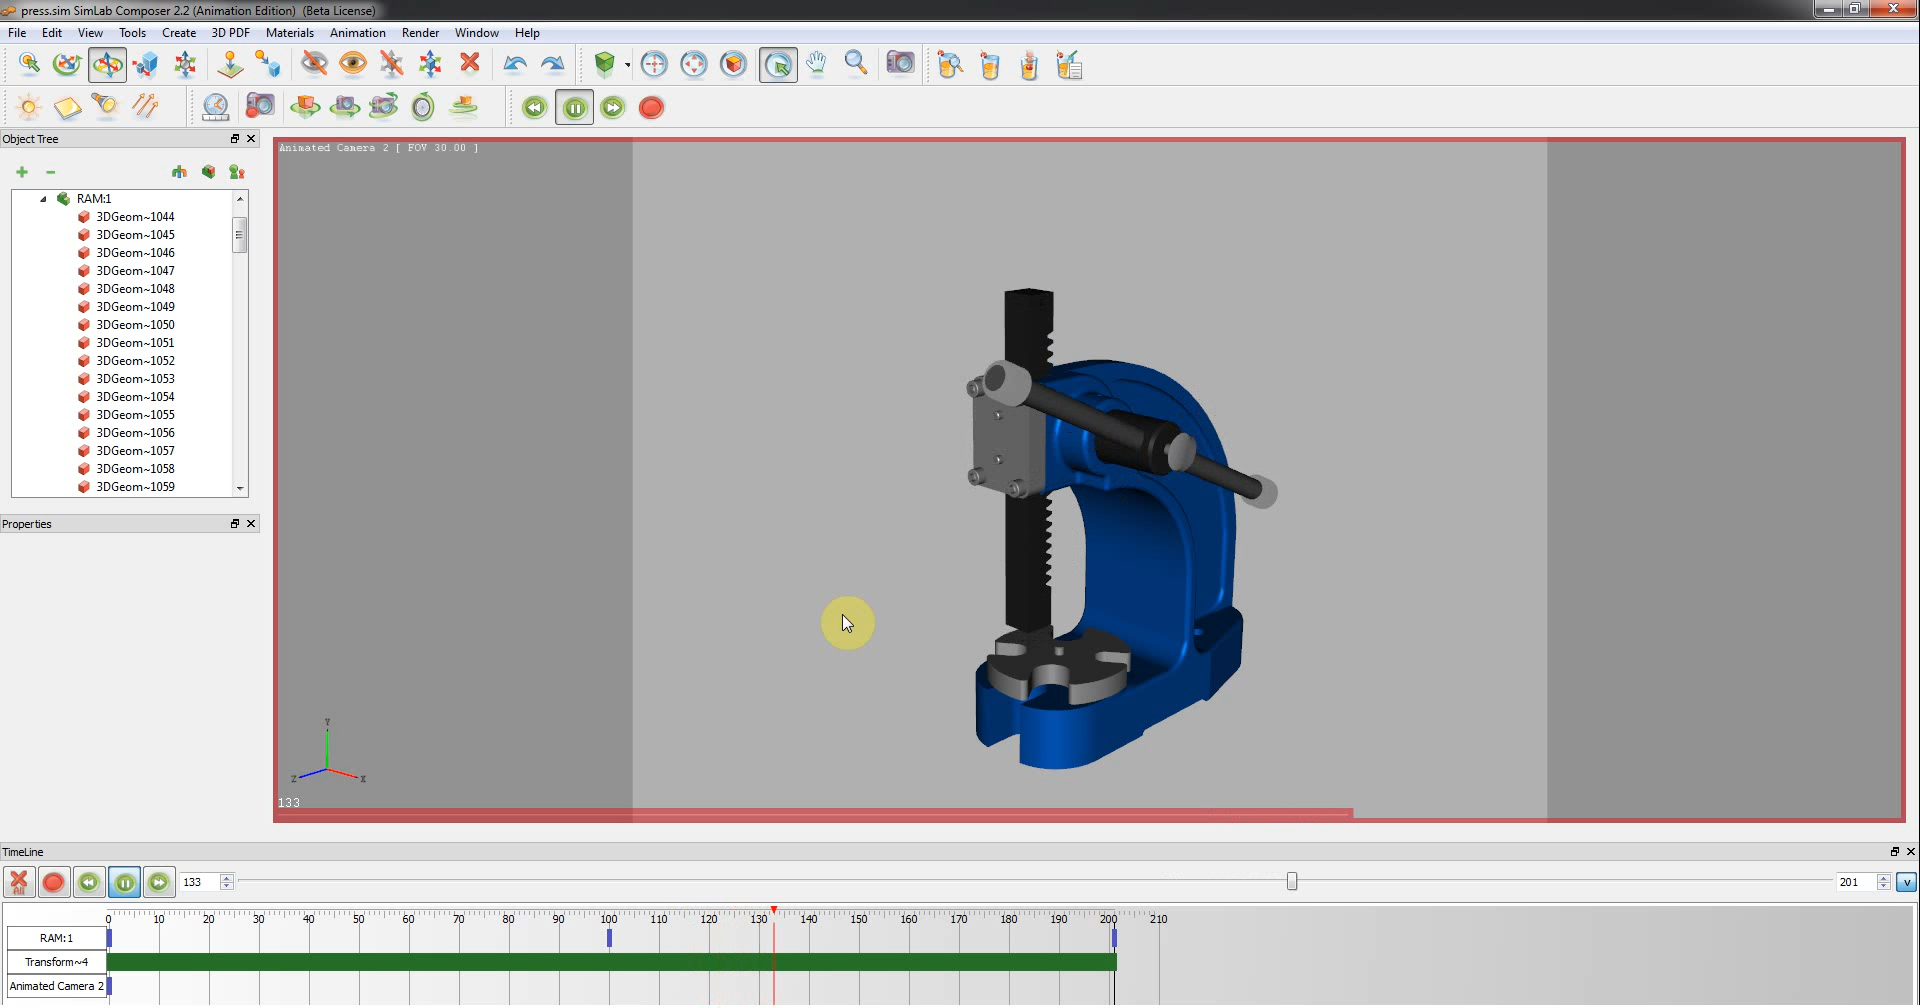 press.sim SimLab Composer 2.2 (Animation Edition)  (Beta License)
File Edit View Tools Create 3D PDF Materials Animation Render Window Help
Object Tree
RAM:1
3DGeom~1044
3DGeom~1045
3DGeom~1046
3DGeom~1047
3DGeom~1048
3DGeom~1049
3DGeom~1050
3DGeom~1051
3DGeom~1052
3DGeom~1053
3DGeom~1054
3DGeom~1055
3DGeom~1056
3DGeom~1057
3DGeom~1058
3DGeom~1059
Properties
Animated Camera 2 [ FOV 30.00 ]
Y
Z X
133
TimeLine
All 133 201 v
0 10 20 30 40 50 60 70 80 90 100 110 120 130 140 150 160 170 180 190 200 210
RAM:1
Transform~4
Animated Camera 2